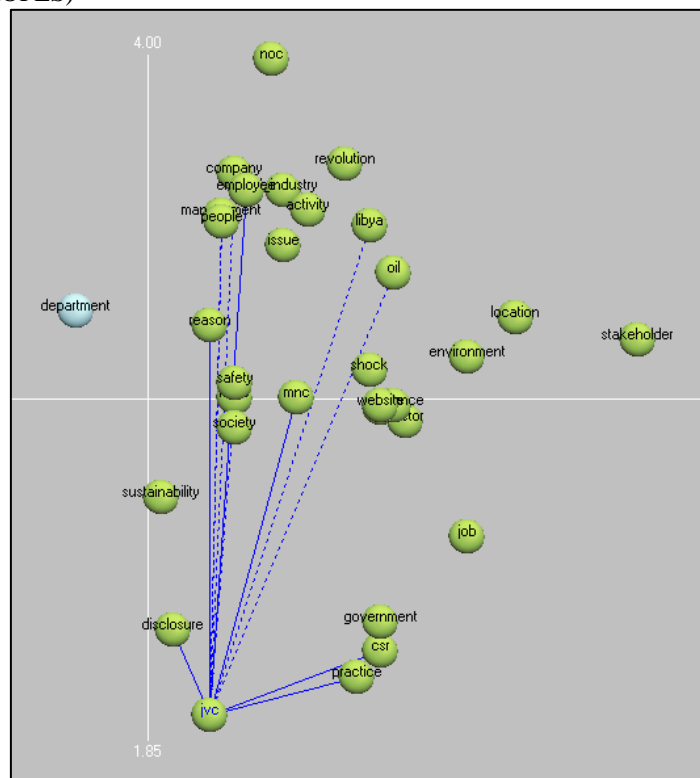 4.00
noc
revolution
company
employee
industry
activity
people
libya
issue
oil
department
reason
location
stakeholder
environment
shock
safety
mnc
website
society
sustainability
job
disclosure
government
csr
practice
jvc
1.85